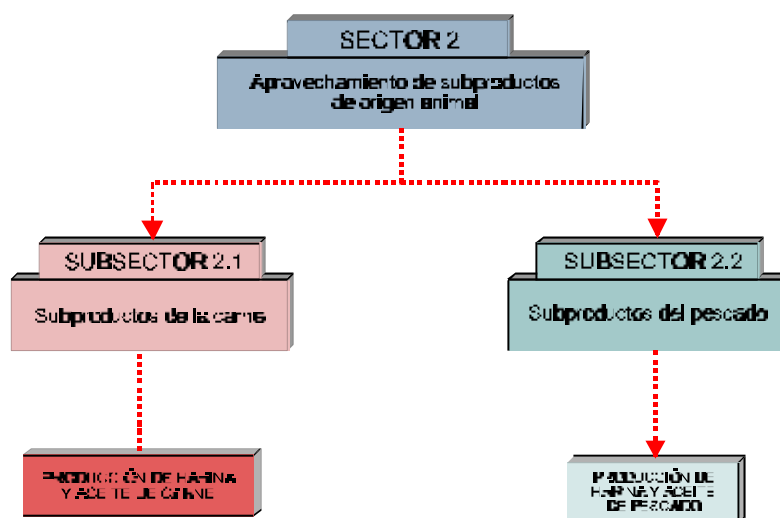 SECTOR 2
Aprovechamiento de subproductos
de origen animal
SUBSECTOR 2.1
Subproductos de la carne
SUBSECTOR 2.2
Subproductos del pescado
PRODUCCIÓN DE HARINA
Y ACEITE DE CARNE
PRODUCCIÓN DE
HARINA Y ACEITE
DE PESCADO